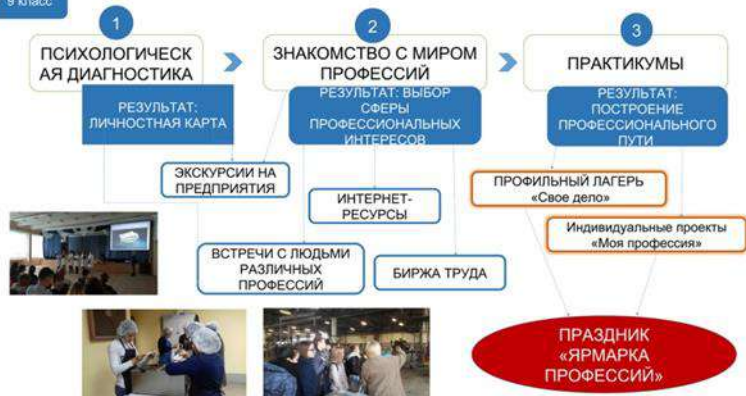 9 класс
1
ПСИХОЛОГИЧЕСК
АЯ ДИАГНОСТИКА
РЕЗУЛЬТАТ:
ЛИЧНОСТНАЯ КАРТА
2
ЗНАКОМСТВО С МИРОМ
ПРОФЕССИЙ
РЕЗУЛЬТАТ: ВЫБОР
СФЕРЫ
ПРОФЕССИОНАЛЬНЫХ
ИНТЕРЕСОВ
3
ПРАКТИКУМЫ
РЕЗУЛЬТАТ:
ПОСТРОЕНИЕ
ПРОФЕССИОНАЛЬНОГО
ПУТИ
ЭКСКУРСИИ НА
ПРЕДПРИЯТИЯ
ИНТЕРНЕТ-
РЕСУРСЫ
ВСТРЕЧИ С ЛЮДЬМИ
РАЗЛИЧНЫХ
ПРОФЕССИЙ
БИРЖА ТРУДА
ПРОФИЛЬНЫЙ ЛАГЕРЬ
«Свое дело»
Индивидуальные проекты
«Моя профессия»
ПРАЗДНИК
«ЯРМАРКА
ПРОФЕССИЙ»